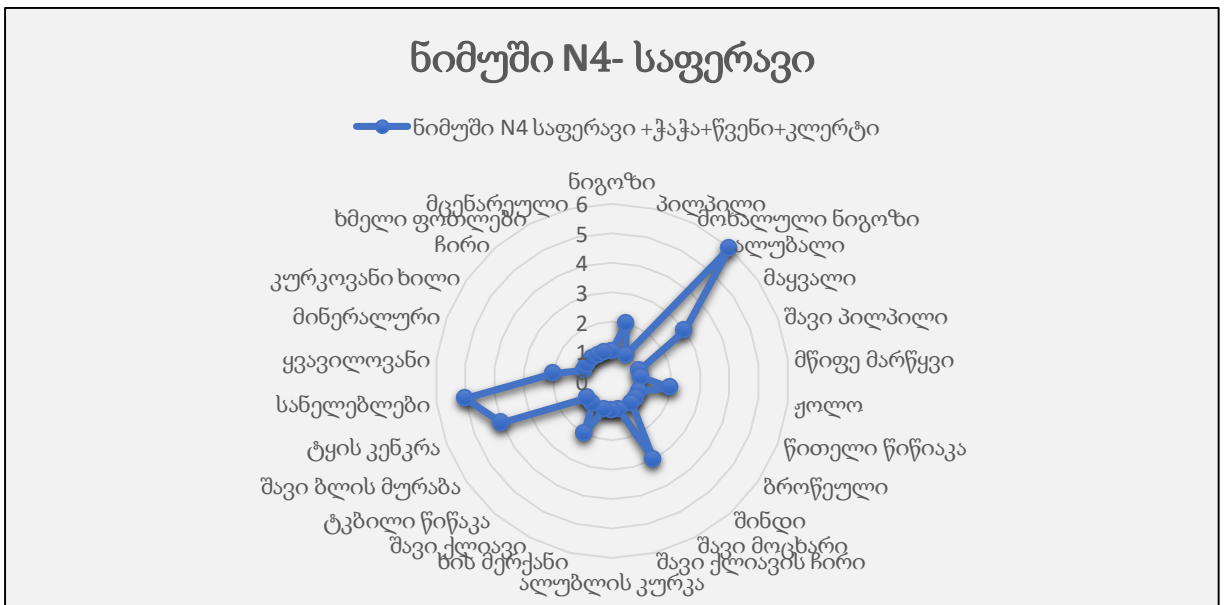 ნიმუში N4- საფერავი
ნიმუში N4 საფერავი +ჭაჭა+წვენი+კლერტი
ნიგოზი
პილპილი
მოხალული ნიგოზი
ალუბალი
მაყვალი
შავი პილპილი
მწიფე მარწყვი
ჟოლო
წითელი წიწიაკა
ბროწეული
შინდი
შავი მოცხარი
შავი ქლიავის ჩირი
ალუბლის კურკა
ხის მერქანი
შავი ქლიავი
ტკბილი წიწაკა
შავი ბლის მურაბა
ტყის კენკრა
სანელებლები
ყვავილოვანი
მინერალური
კურკოვანი ხილი
ჩირი
ხმელი ფოთლები
მცენარეული
6
5
4
3
2
1
0